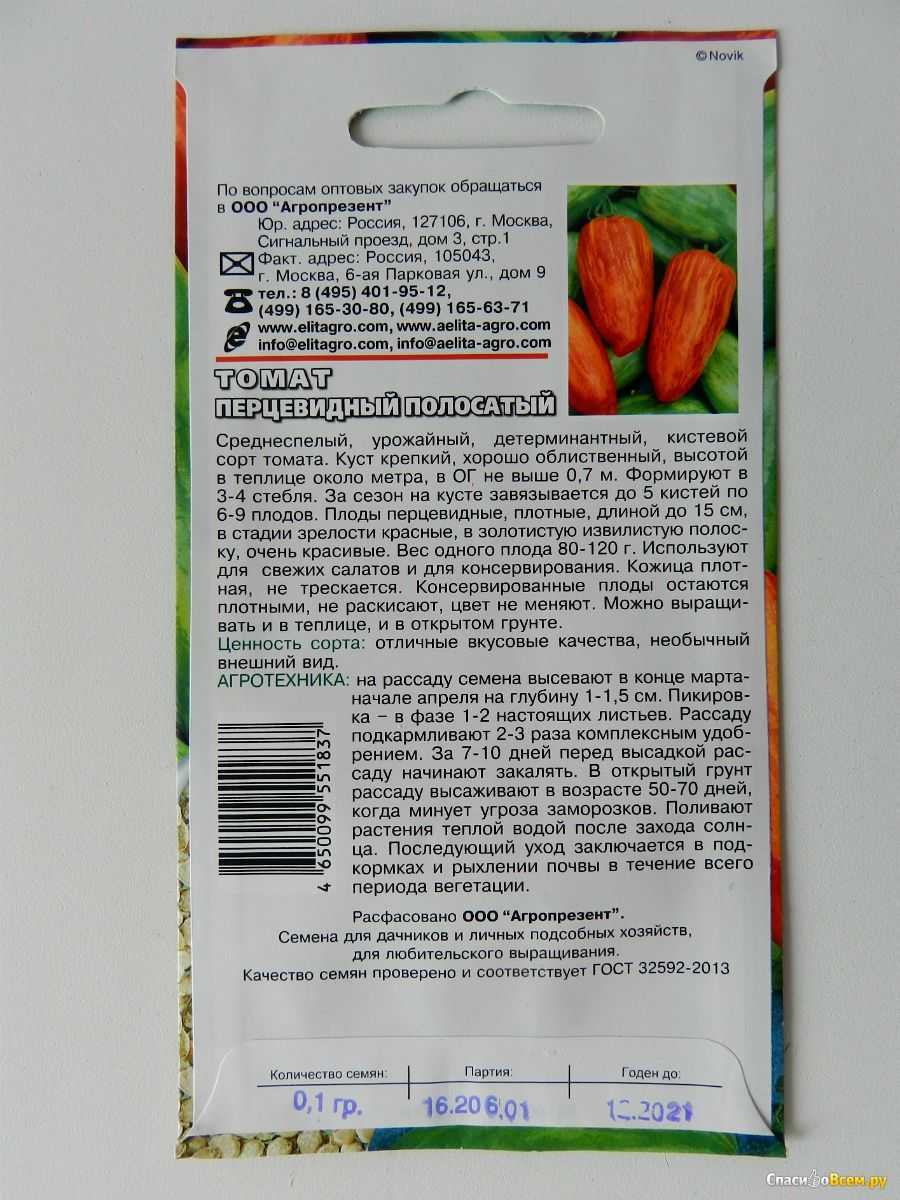 © Novik
По вопросам оптовых закупок обращаться
в ООО "Агропрезент"
Юр. адрес: Россия, 127106, г. Москва,
Сигнальный проезд, дом 3, стр.1
Факт. адрес: Россия, 105043,
г. Москва, 6-ая Парковая ул., дом 9
тел.: 8 (495) 401-95-12,
(499) 165-30-80, (499) 165-63-71
www.elitagro.com, www.aelita-agro.com
info@elitagro.com, info@aelita-agro.com
ТОМАТ
ПЕРЦЕВИДНЫЙ ПОЛОСАТЫЙ
Среднеспелый, урожайный, детерминантный, кистевой
сорт томата. Куст крепкий, хорошо облиственный, высотой
в теплице около метра, в ОГ не выше 0,7 м. Формируют в
3-4 стебля. За сезон на кусте завязывается до 5 кистей по
6-9 плодов. Плоды перцевидные, плотные, длиной до 15 см,
в стадии зрелости красные, в золотистую извилистую полос-
ку, очень красивые. Вес одного плода 80-120 г. Используют
для свежих салатов и для консервирования. Кожица плот-
ная, не трескается. Консервированные плоды остаются
плотными, не раскисают, цвет не меняют. Можно выращи-
вать и в теплице, и в открытом грунте.
Ценность сорта: отличные вкусовые качества, необычный
внешний вид.
АГРОТЕХНИКА: на рассаду семена высевают в конце марта-
начале апреля на глубину 1-1,5 см. Пикиров-
ка – в фазе 1-2 настоящих листьев. Рассаду
подкармливают 2-3 раза комплексным удоб-
рением. За 7-10 дней перед высадкой рас-
саду начинают закалять. В открытый грунт
рассаду высаживают в возрасте 50-70 дней,
когда минует угроза заморозков. Поливают
растения теплой водой после захода солн-
ца. Последующий уход заключается в под-
кормках и рыхлении почвы в течение всего
периода вегетации.
4 650099 551837
Расфасовано ООО "Агропрезент".
Семена для дачников и личных подсобных хозяйств,
для любительского выращивания.
Качество семян проверено и соответствует ГОСТ 32592-2013
Количество семян: Партия: Годен до:
0,1 гр. 16.206.01 12.2021
СпасибоВсем.ру